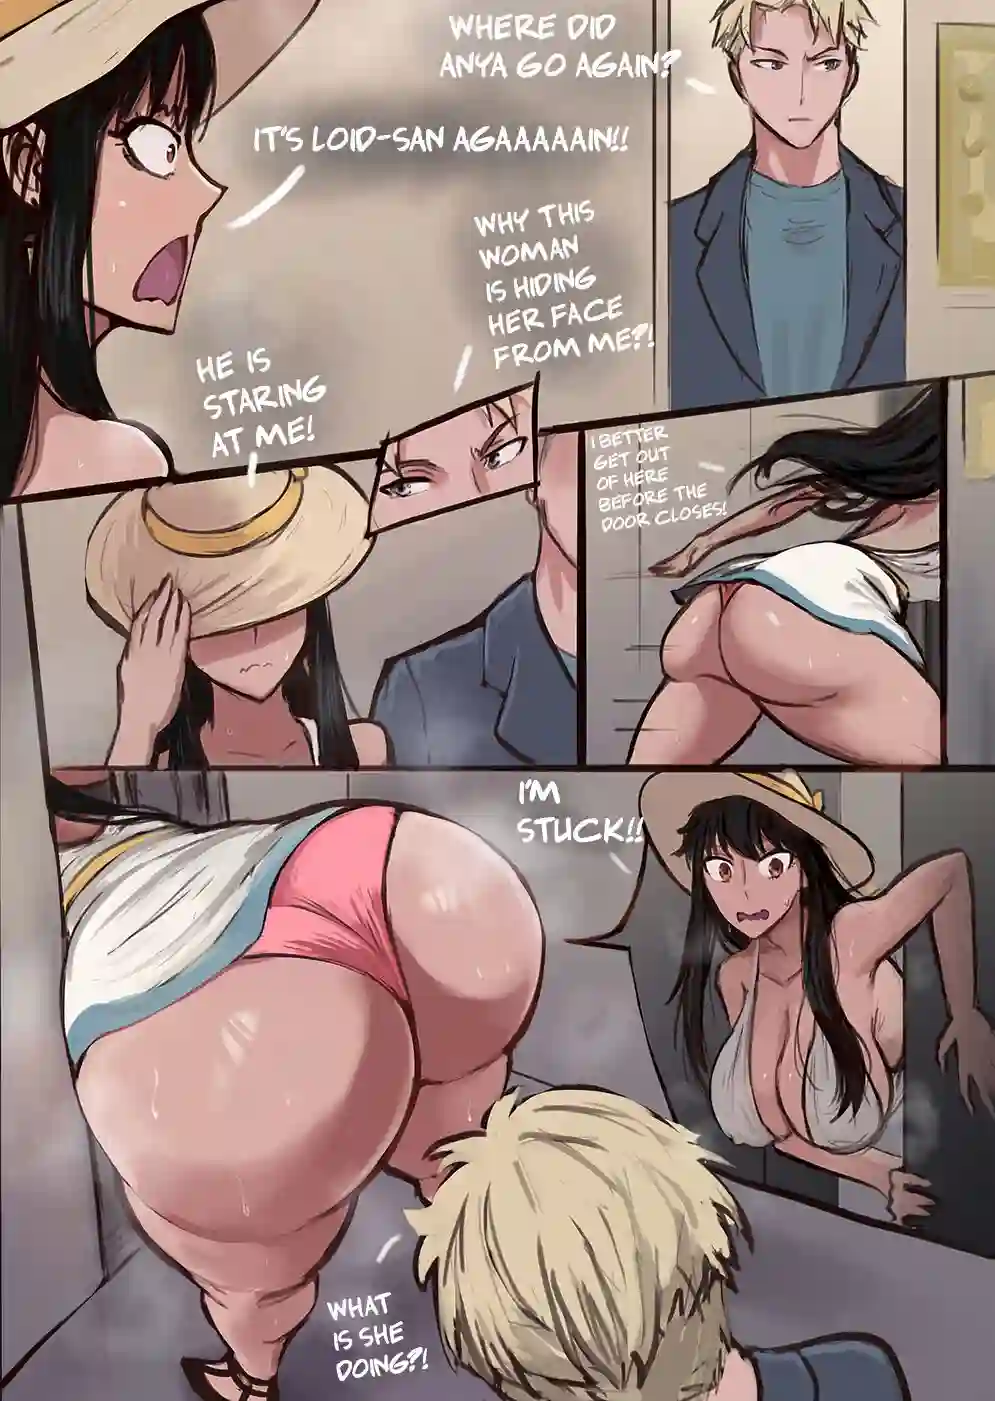 WHERE DID
ANYA GO AGAIN?
IT'S LOID-SAN AGAAAAAIN!!
WHY THIS
WOMAN
IS HIDING
HER FACE
FROM ME?!
HE IS
STARING
AT ME!
I BETTER
GET OUT
OF HERE
BEFORE THE
DOOR CLOSES!
I'M
STUCK!!
WHAT
IS SHE
DOING?!